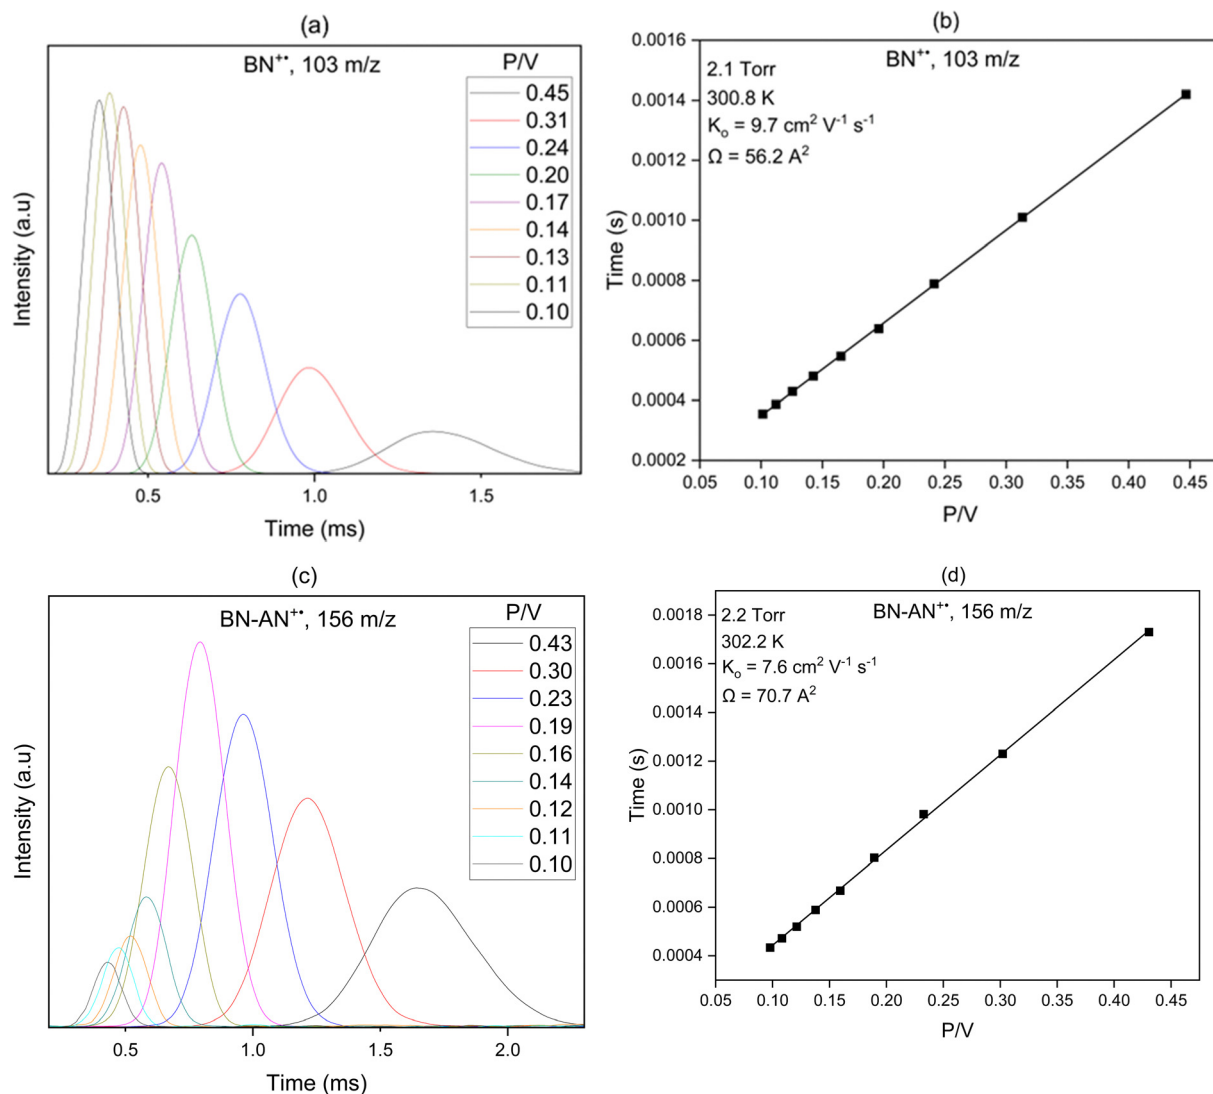 (a)
BN⁺•, 103 m/z
P/V
0.45
0.31
0.24
0.20
0.17
0.14
0.13
0.11
0.10
Intensity (a.u)
0.5
1.0
1.5
Time (ms)
(b)
BN⁺•, 103 m/z
2.1 Torr
300.8 K
Kₒ = 9.7 cm² V⁻¹ s⁻¹
Ω = 56.2 A²
0.0016
0.0014
0.0012
0.0010
0.0008
0.0006
0.0004
0.0002
Time (s)
0.05
0.10
0.15
0.20
0.25
0.30
0.35
0.40
0.45
P/V
(c)
BN-AN⁺•, 156 m/z
P/V
0.43
0.30
0.23
0.19
0.16
0.14
0.12
0.11
0.10
Intensity (a.u)
0.5
1.0
1.5
2.0
Time (ms)
(d)
BN-AN⁺•, 156 m/z
2.2 Torr
302.2 K
Kₒ = 7.6 cm² V⁻¹ s⁻¹
Ω = 70.7 A²
0.0018
0.0016
0.0014
0.0012
0.0010
0.0008
0.0006
0.0004
Time (s)
0.05
0.10
0.15
0.20
0.25
0.30
0.35
0.40
0.45
P/V